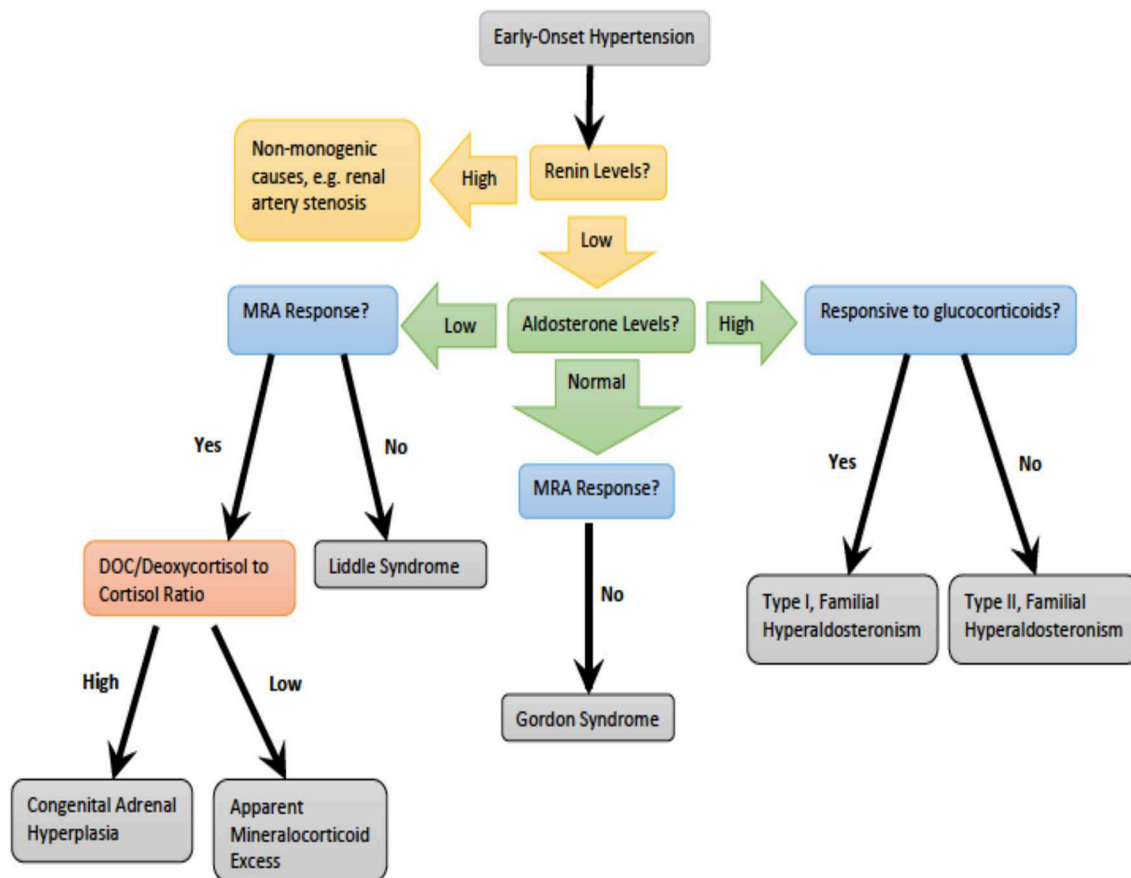 Early-Onset Hypertension
Non-monogenic
causes, e.g. renal
artery stenosis
High
Renin Levels?
Low
MRA Response?
Low
Aldosterone Levels?
High
Responsive to glucocorticoids?
Normal
Yes
No
MRA Response?
Yes
No
DOC/Deoxycortisol to
Cortisol Ratio
Liddle Syndrome
No
Type I, Familial
Hyperaldosteronism
Type II, Familial
Hyperaldosteronism
High
Low
Gordon Syndrome
Congenital Adrenal
Hyperplasia
Apparent
Mineralocorticoid
Excess